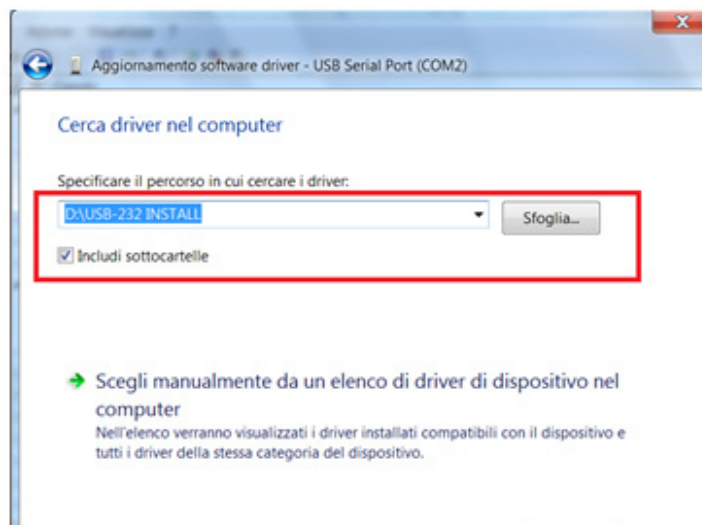 Aggiornamento software driver - USB Serial Port (COM2)
Cerca driver nel computer
Specificare il percorso in cui cercare i driver:
D:\USB-232 INSTALL
Sfoglia...
Includi sottocartelle
Scegli manualmente da un elenco di driver di dispositivo nel
computer
Nell'elenco verranno visualizzati i driver installati compatibili con il dispositivo e
tutti i driver della stessa categoria del dispositivo.